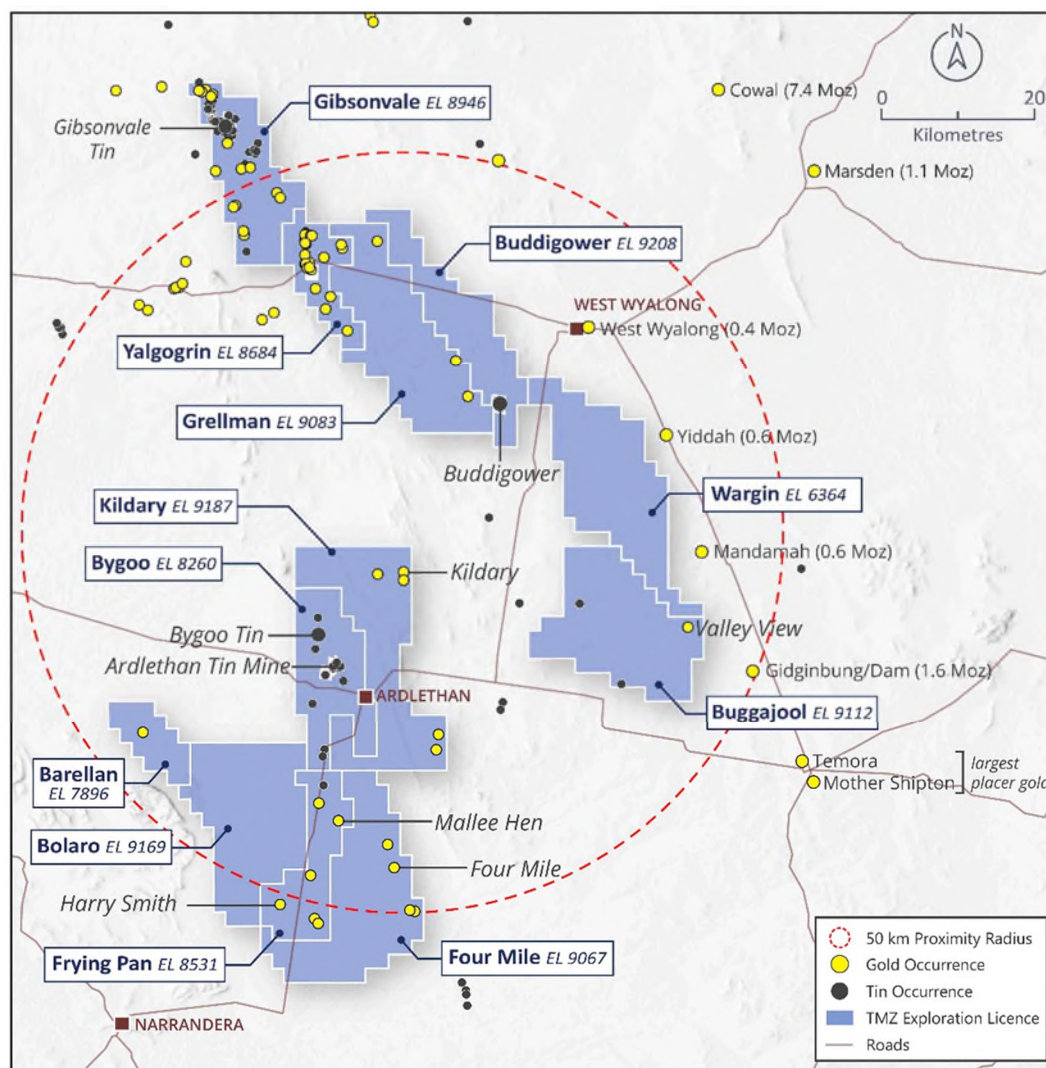 N
0 20
Kilometres
Cowal (7.4 Moz)
Gibsonvale EL 8946
Gibsonvale
Tin
Marsden (1.1 Moz)
Buddigower EL 9208
WEST WYALONG
West Wyalong (0.4 Moz)
Yalgogrin EL 8684
Grellman EL 9083
Yiddah (0.6 Moz)
Buddigower
Wargin EL 6364
Kildary EL 9187
Mandamah (0.6 Moz)
Bygoo EL 8260
Kildary
Valley View
Bygoo Tin
Ardlethan Tin Mine
Gidginbung/Dam (1.6 Moz)
ARDLETHAN
Buggajool EL 9112
Temora
Mother Shipton
largest
placer gold
Barellan
EL 7896
Mallee Hen
Bolaro EL 9169
Four Mile
Harry Smith
Frying Pan EL 8531
Four Mile EL 9067
NARRANDERA
50 km Proximity Radius
Gold Occurrence
Tin Occurrence
TMZ Exploration Licence
Roads